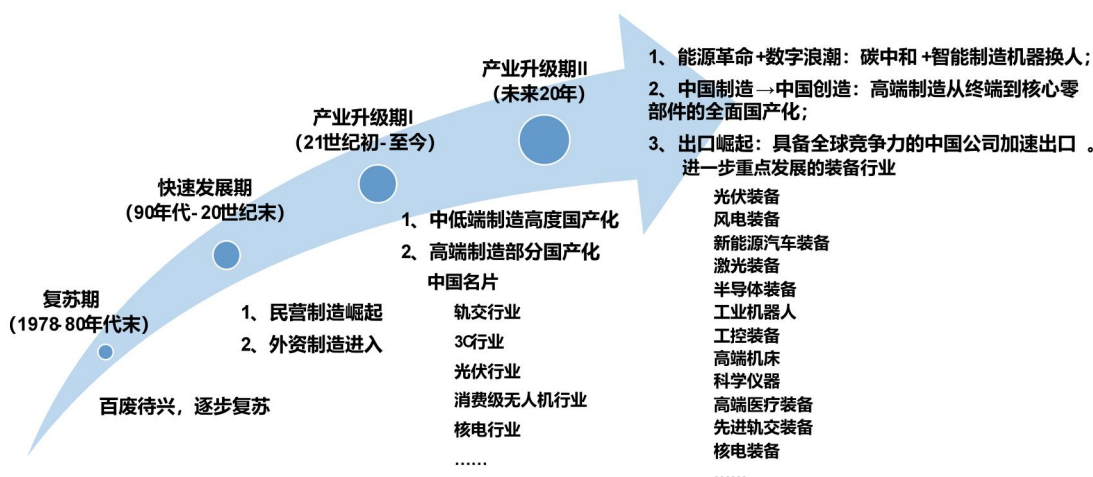 复苏期
（1978-80年代末）
百废待兴，逐步复苏
快速发展期
（90年代-20世纪末）
1、民营制造崛起
2、外资制造进入
产业升级期I
（21世纪初-至今）
1、中低端制造高度国产化
2、高端制造部分国产化
中国名片
轨交行业
3C行业
光伏行业
消费级无人机行业
核电行业
……
产业升级期II
（未来20年）
1、能源革命+数字浪潮：碳中和+智能制造机器换人；
2、中国制造→中国创造：高端制造从终端到核心零
部件的全面国产化；
3、出口崛起：具备全球竞争力的中国公司加速出口 。
进一步重点发展的装备行业
光伏装备
风电装备
新能源汽车装备
激光装备
半导体装备
工业机器人
工控装备
高端机床
科学仪器
高端医疗装备
先进轨交装备
核电装备
……